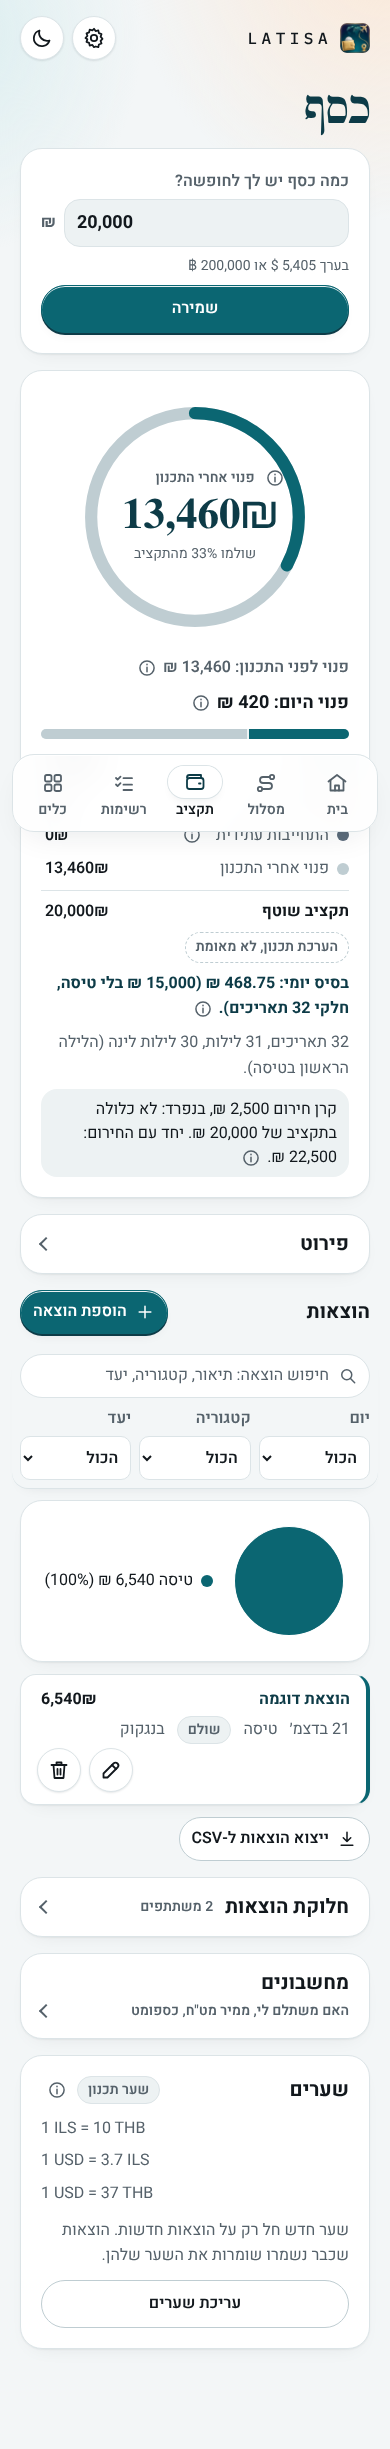 LATISA
כסף
כמה כסף יש לך לחופשה?
20,000 ₪
בערך 5,405 $ או 200,000 ฿
שמירה
פנוי אחרי התכנון
13,460₪
שולמו 33% מהתקציב
פנוי לפני התכנון: 13,460 ₪
פנוי היום: 420 ₪
בית
מסלול
תקציב
רשימות
כלים
התחייבות עתידית 0₪
פנוי אחרי התכנון 13,460₪
תקציב שוטף 20,000₪
הערכת תכנון, לא מאומת
בסיס יומי: 468.75 ₪ (15,000 ₪ בלי טיסה,
חלקי 32 תאריכים).
32 תאריכים, 31 לילות, 30 לילות לינה (הלילה
הראשון בטיסה).
קרן חירום 2,500 ₪, בנפרד: לא כלולה
בתקציב של 20,000 ₪. יחד עם החירום:
22,500 ₪.
פירוט
הוצאות
הוספת הוצאה
חיפוש הוצאה: תיאור, קטגוריה, יעד
יום קטגוריה יעד
הכול הכול הכול
טיסה 6,540 ₪ (100%)
הוצאת דוגמה 6,540₪
21 בדצמ׳ טיסה שולם בנגקוק
ייצוא הוצאות ל-CSV
חלוקת הוצאות 2 משתתפים
מחשבונים
האם משתלם לי, ממיר מט"ח, כספומט
שערים שער תכנון
1 ILS = 10 THB
1 USD = 3.7 ILS
1 USD = 37 THB
שער חדש חל רק על הוצאות חדשות. הוצאות
שכבר נשמרו שומרות את השער שלהן.
עריכת שערים